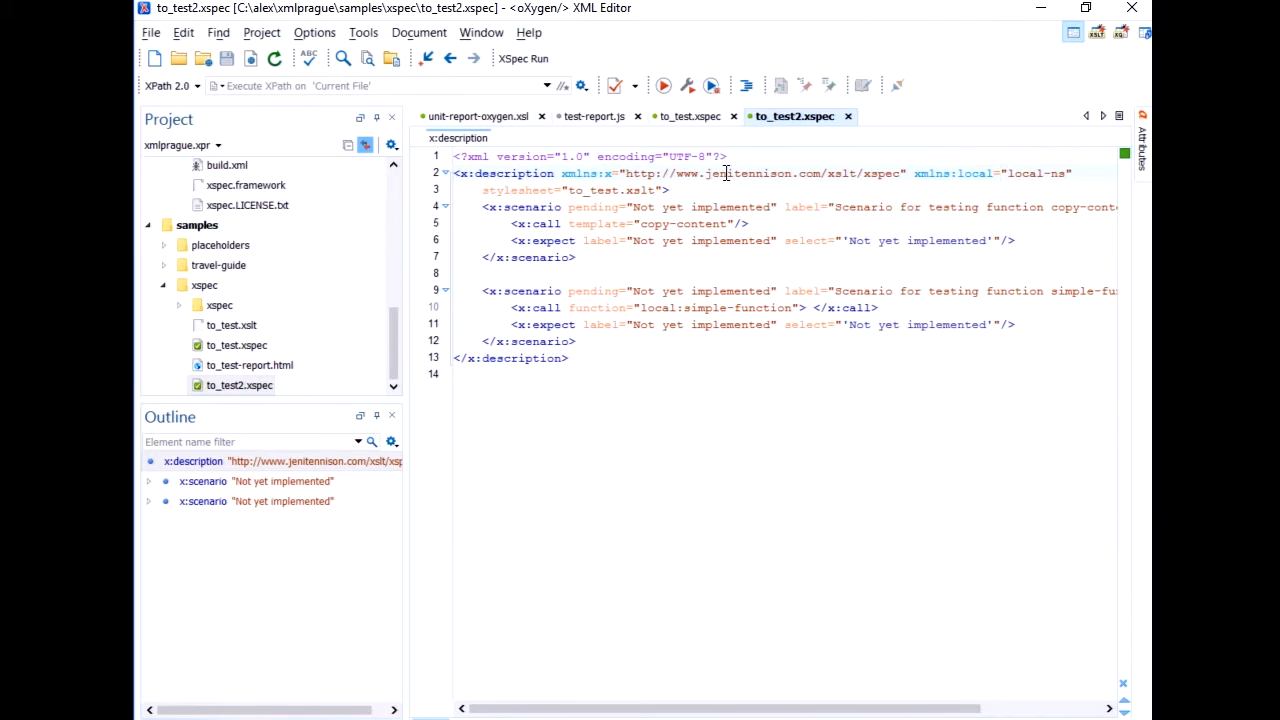 to_test2.xspec [C:\alex\xmlprague\samples\xspec\to_test2.xspec] - <oXygen/> XML Editor
File Edit Find Project Options Tools Document Window Help
XSpec Run
XPath 2.0 Execute XPath on 'Current File'
Project
xmlprague.xpr
build.xml
xspec.framework
xspec.LICENSE.txt
samples
placeholders
travel-guide
xspec
xspec
to_test.xslt
to_test.xspec
to_test-report.html
to_test2.xspec
Outline
Element name filter
x:description "http://www.jenitennison.com/xslt/xsp
x:scenario "Not yet implemented"
x:scenario "Not yet implemented"
unit-report-oxygen.xsl test-report.js to_test.xspec to_test2.xspec
x:description
1 <?xml version="1.0" encoding="UTF-8"?>
2 <x:description xmlns:x="http://www.jenitennison.com/xslt/xspec" xmlns:local="local-ns"
3 stylesheet="to_test.xslt">
4 <x:scenario pending="Not yet implemented" label="Scenario for testing function copy-conte
5 <x:call template="copy-content"/>
6 <x:expect label="Not yet implemented" select="'Not yet implemented'"/>
7 </x:scenario>
8
9 <x:scenario pending="Not yet implemented" label="Scenario for testing function simple-fun
10 <x:call function="local:simple-function"> </x:call>
11 <x:expect label="Not yet implemented" select="'Not yet implemented'"/>
12 </x:scenario>
13 </x:description>
14
Attributes